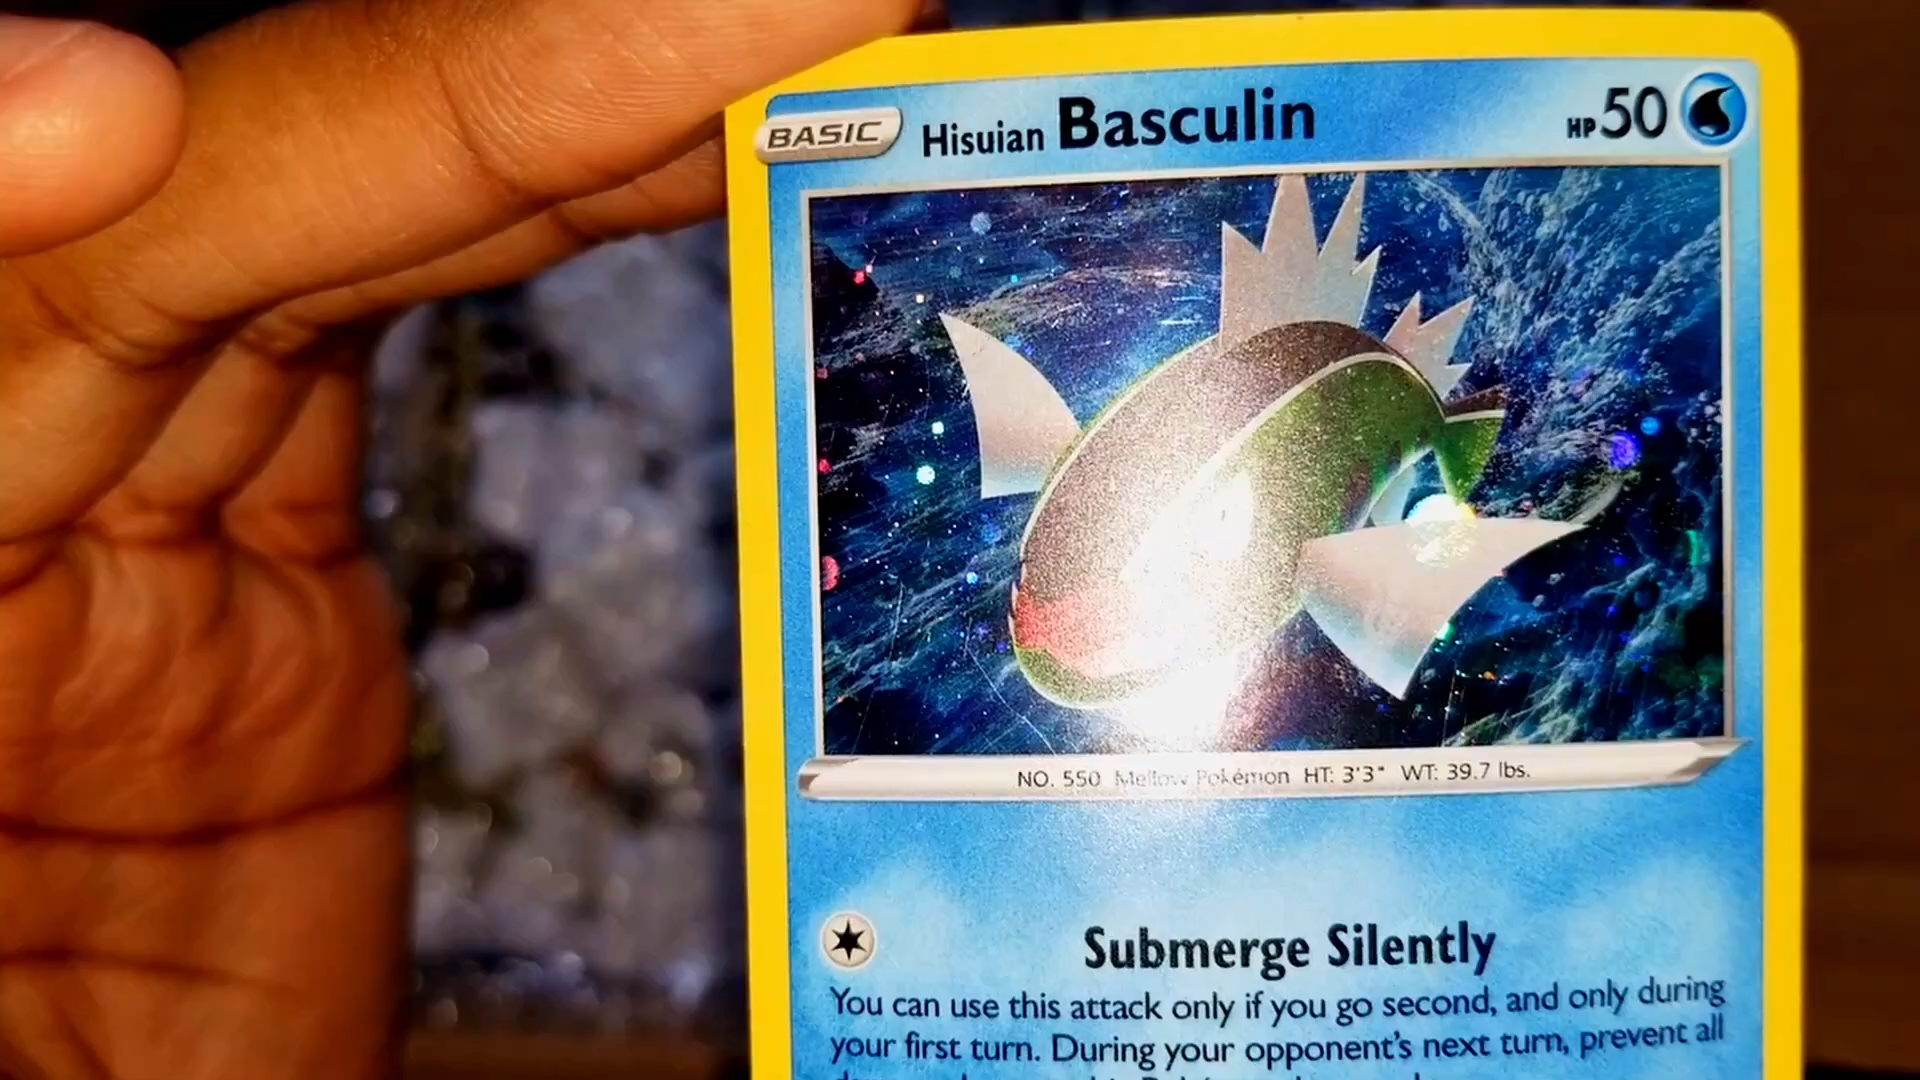 BASIC Hisuian Basculin HP 50
NO. 550 Mellow Pokémon HT: 3'3" WT: 39.7 lbs.
Submerge Silently
You can use this attack only if you go second, and only during
your first turn. During your opponent's next turn, prevent all